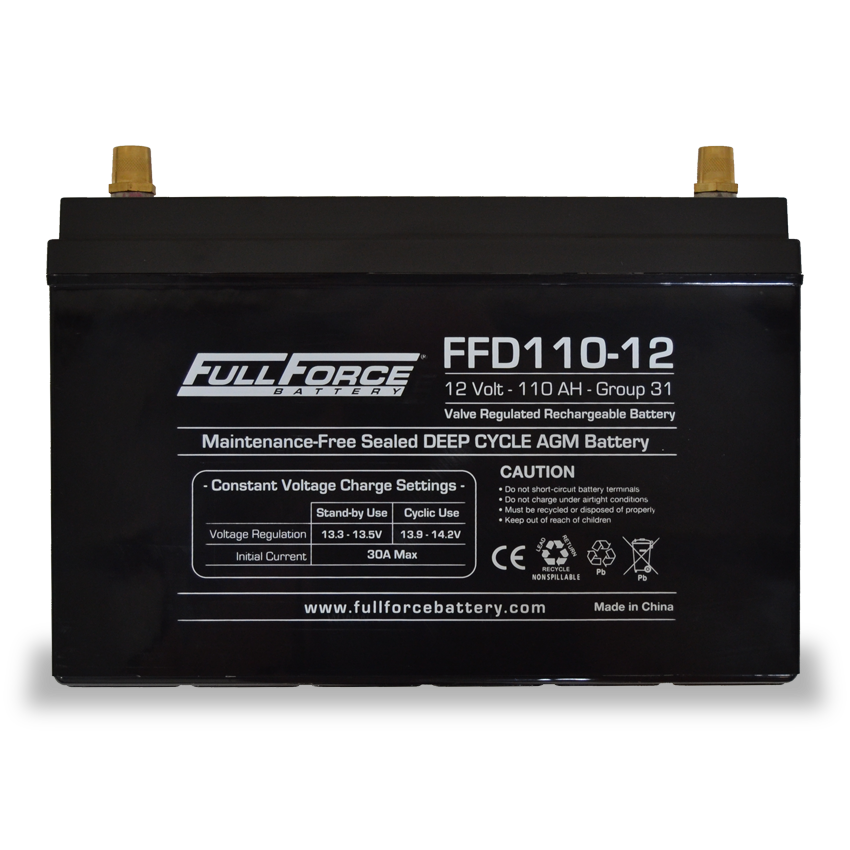 FULL FORCE®
BATTERY
FFD110-12
12 Volt - 110 AH - Group 31
Valve Regulated Rechargeable Battery
Maintenance-Free Sealed DEEP CYCLE AGM Battery
- Constant Voltage Charge Settings -
Stand-by Use Cyclic Use
Voltage Regulation 13.3 - 13.5V 13.9 - 14.2V
Initial Current 30A Max
CAUTION
• Do not short-circuit battery terminals
• Do not charge under airtight conditions
• Must be recycled or disposed of properly
• Keep out of reach of children
CE
LEAD RETURN
RECYCLE
NONSPILLABLE
Pb
Pb
www.fullforcebattery.com
Made in China